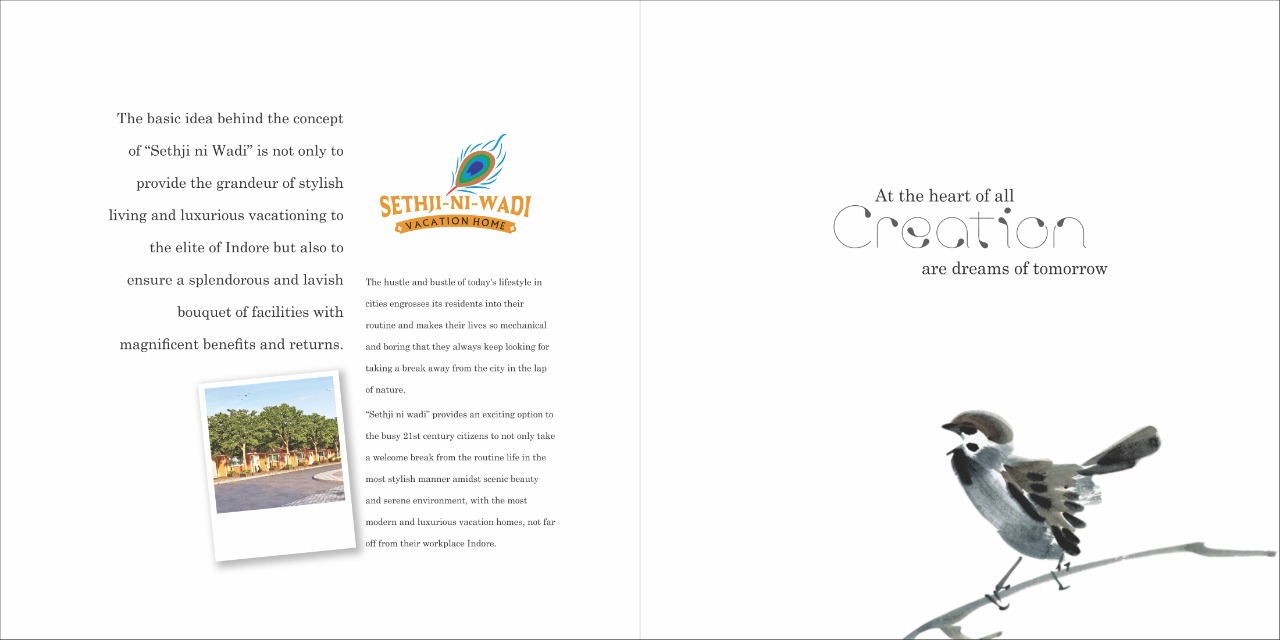 The basic idea behind the concept
of “Sethji ni Wadi” is not only to
provide the grandeur of stylish
living and luxurious vacationing to
the elite of Indore but also to
ensure a splendorous and lavish
bouquet of facilities with
magnificent benefits and returns.
SETHJI-NI-WADI
VACATION HOME
The hustle and bustle of today's lifestyle in
cities engrosses its residents into their
routine and makes their lives so mechanical
and boring that they always keep looking for
taking a break away from the city in the lap
of nature.
“Sethji ni wadi” provides an exciting option to
the busy 21st century citizens to not only take
a welcome break from the routine life in the
most stylish manner amidst scenic beauty
and serene environment, with the most
modern and luxurious vacation homes, not far
off from their workplace Indore.
At the heart of all
Creation
are dreams of tomorrow